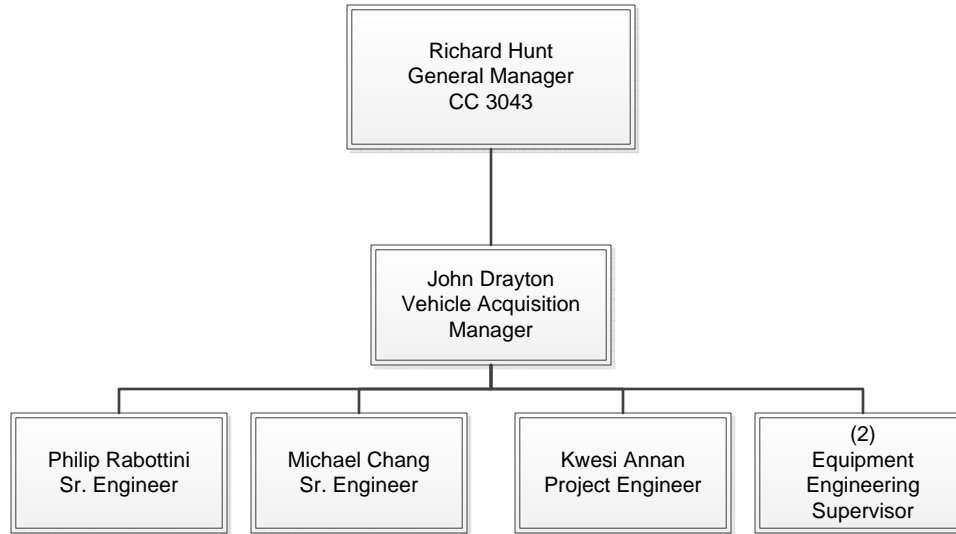 Richard Hunt
General Manager
CC 3043
John Drayton
Vehicle Acquisition
Manager
Philip Rabottini
Sr. Engineer
Michael Chang
Sr. Engineer
Kwesi Annan
Project Engineer
(2)
Equipment
Engineering
Supervisor